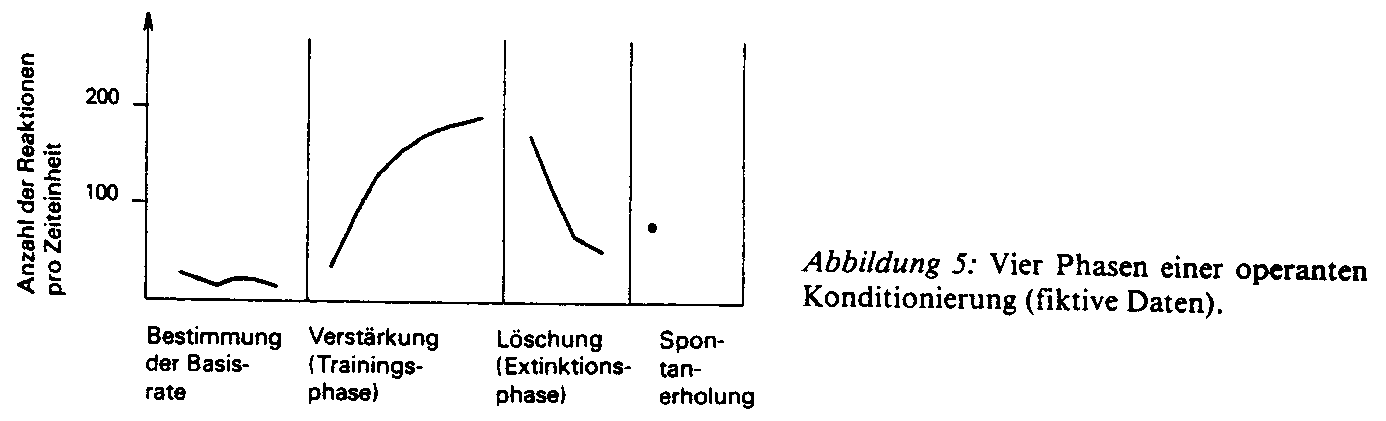 Anzahl der Reaktionen
pro Zeiteinheit
200
100
Bestimmung
der Basis-
rate
Verstärkung
(Trainings-
phase)
Löschung
(Extinktions-
phase)
Spon-
tan-
erholung
Abbildung 5: Vier Phasen einer operanten
Konditionierung (fiktive Daten).